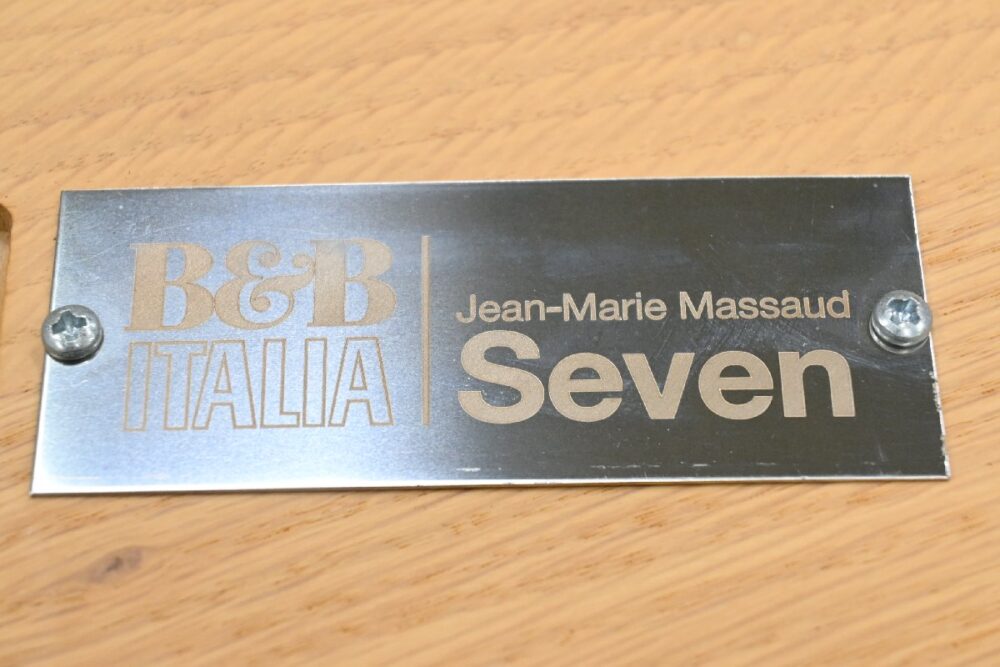 B&B
ITALIA
Jean-Marie Massaud
Seven